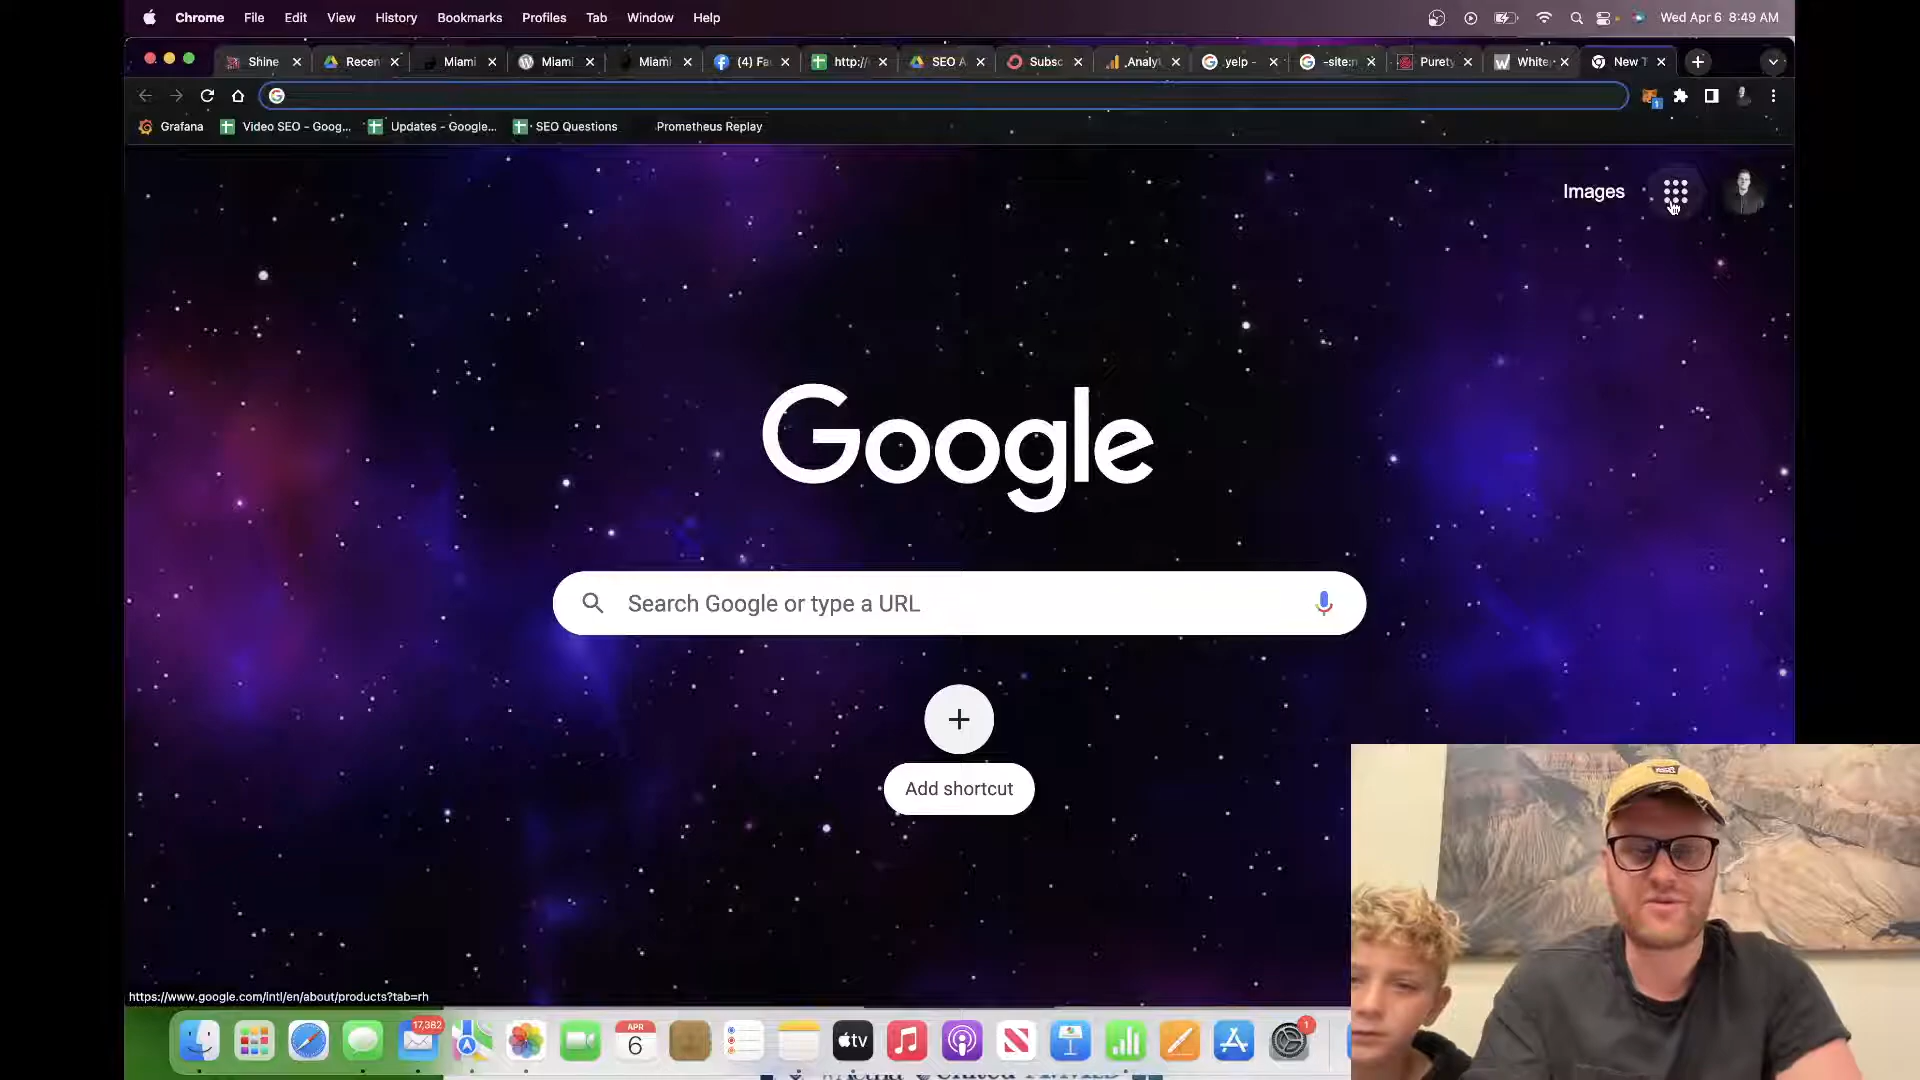 Chrome File Edit View History Bookmarks Profiles Tab Window Help Wed Apr 6 8:49 AM
Shine Recen Miami Miami Miami (4) Fa http:/ SEO A Subsc Analyt yelp - -site:n Purety White New T
Grafana Video SEO - Goog... Updates - Google... SEO Questions Prometheus Replay
Images
Google
Search Google or type a URL
Add shortcut
https://www.google.com/intl/en/about/products?tab=rh
17,382
APR
6
tv
1